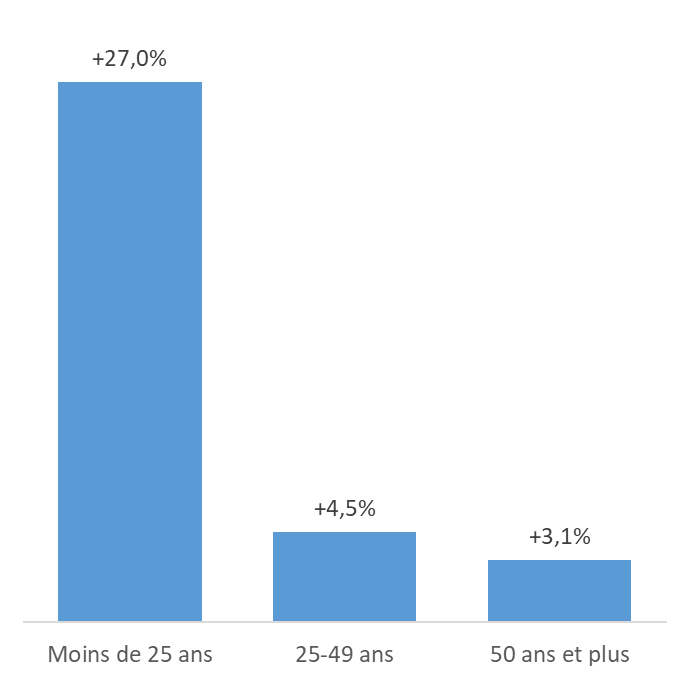 +27,0%
+4,5%
+3,1%
Moins de 25 ans
25-49 ans
50 ans et plus